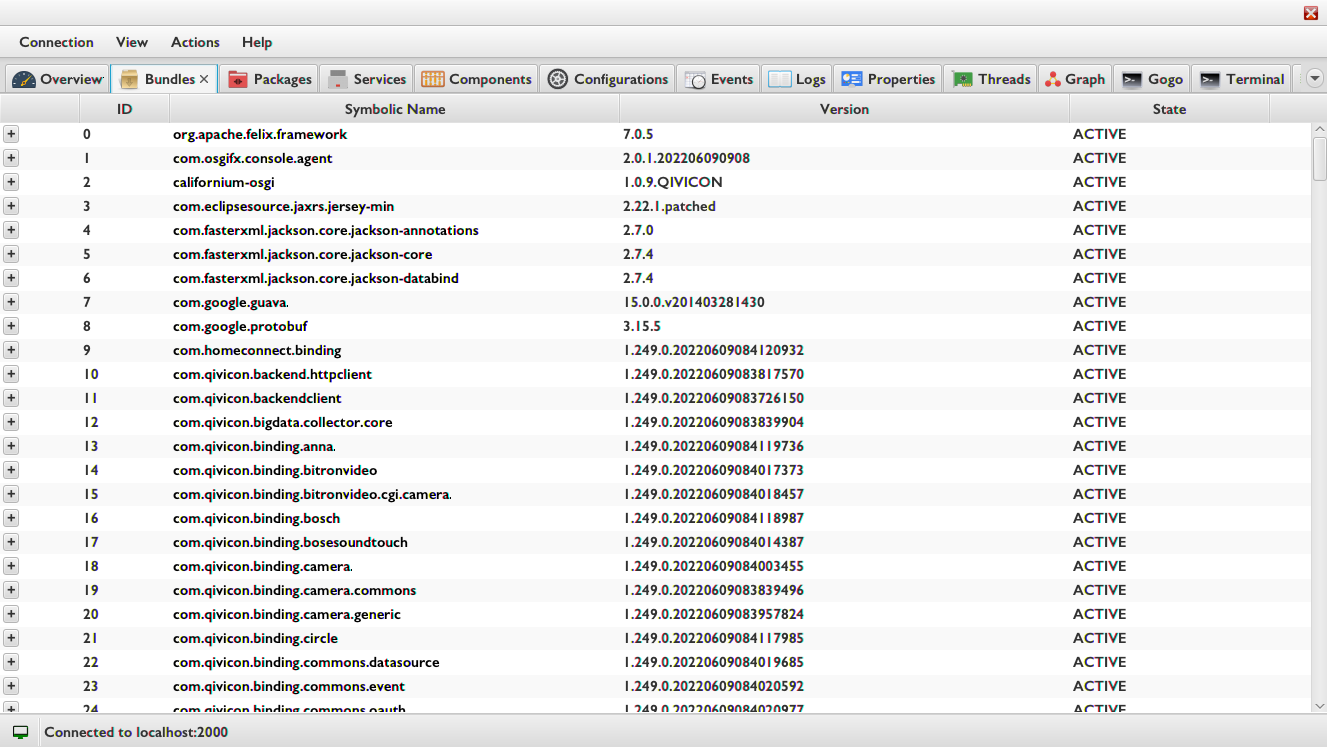 Connection View Actions Help
Overview Bundles Packages Services Components Configurations Events Logs Properties Threads Graph Gogo Terminal
ID Symbolic Name Version State
0 org.apache.felix.framework 7.0.5 ACTIVE
1 com.osgifx.console.agent 2.0.1.202206090908 ACTIVE
2 californium-osgi 1.0.9.QIVICON ACTIVE
3 com.eclipsesource.jaxrs.jersey-min 2.22.1.patched ACTIVE
4 com.fasterxml.jackson.core.jackson-annotations 2.7.0 ACTIVE
5 com.fasterxml.jackson.core.jackson-core 2.7.4 ACTIVE
6 com.fasterxml.jackson.core.jackson-databind 2.7.4 ACTIVE
7 com.google.guava 15.0.0.v201403281430 ACTIVE
8 com.google.protobuf 3.15.5 ACTIVE
9 com.homeconnect.binding 1.249.0.20220609084120932 ACTIVE
10 com.qivicon.backend.httpclient 1.249.0.20220609083817570 ACTIVE
11 com.qivicon.backendclient 1.249.0.20220609083726150 ACTIVE
12 com.qivicon.bigdata.collector.core 1.249.0.20220609083839904 ACTIVE
13 com.qivicon.binding.anna 1.249.0.20220609084119736 ACTIVE
14 com.qivicon.binding.bitronvideo 1.249.0.20220609084017373 ACTIVE
15 com.qivicon.binding.bitronvideo.cgi.camera 1.249.0.20220609084018457 ACTIVE
16 com.qivicon.binding.bosch 1.249.0.20220609084118987 ACTIVE
17 com.qivicon.binding.bosesoundtouch 1.249.0.20220609084014387 ACTIVE
18 com.qivicon.binding.camera 1.249.0.20220609084003455 ACTIVE
19 com.qivicon.binding.camera.commons 1.249.0.20220609083839496 ACTIVE
20 com.qivicon.binding.camera.generic 1.249.0.20220609083957824 ACTIVE
21 com.qivicon.binding.circle 1.249.0.20220609084117985 ACTIVE
22 com.qivicon.binding.commons.datasource 1.249.0.20220609084019685 ACTIVE
23 com.qivicon.binding.commons.event 1.249.0.20220609084020592 ACTIVE
24 com.qivicon.binding.commons.oauth 1.249.0.20220609084020977 ACTIVE
Connected to localhost:2000